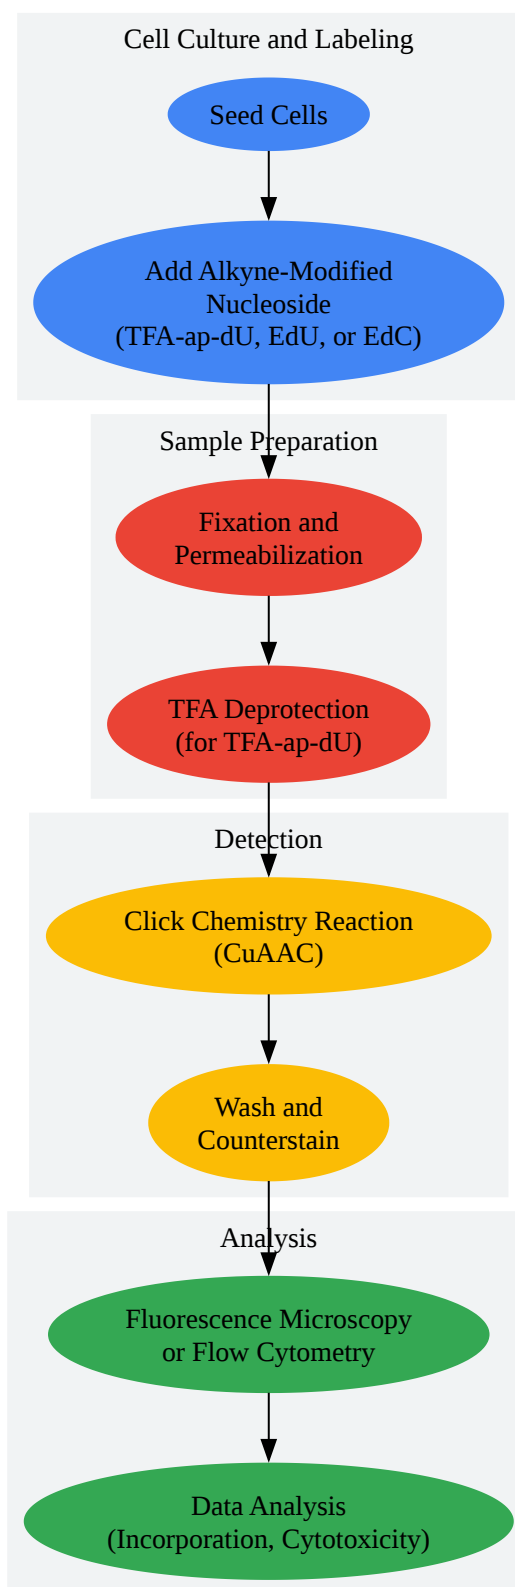 Cell Culture and Labeling
Seed Cells
Add Alkyne-Modified
Nucleoside
(TFA-ap-dU, EdU, or EdC)
Sample Preparation
Fixation and
Permeabilization
TFA Deprotection
(for TFA-ap-dU)
Detection
Click Chemistry Reaction
(CuAAC)
Wash and
Counterstain
Analysis
Fluorescence Microscopy
or Flow Cytometry
Data Analysis
(Incorporation, Cytotoxicity)